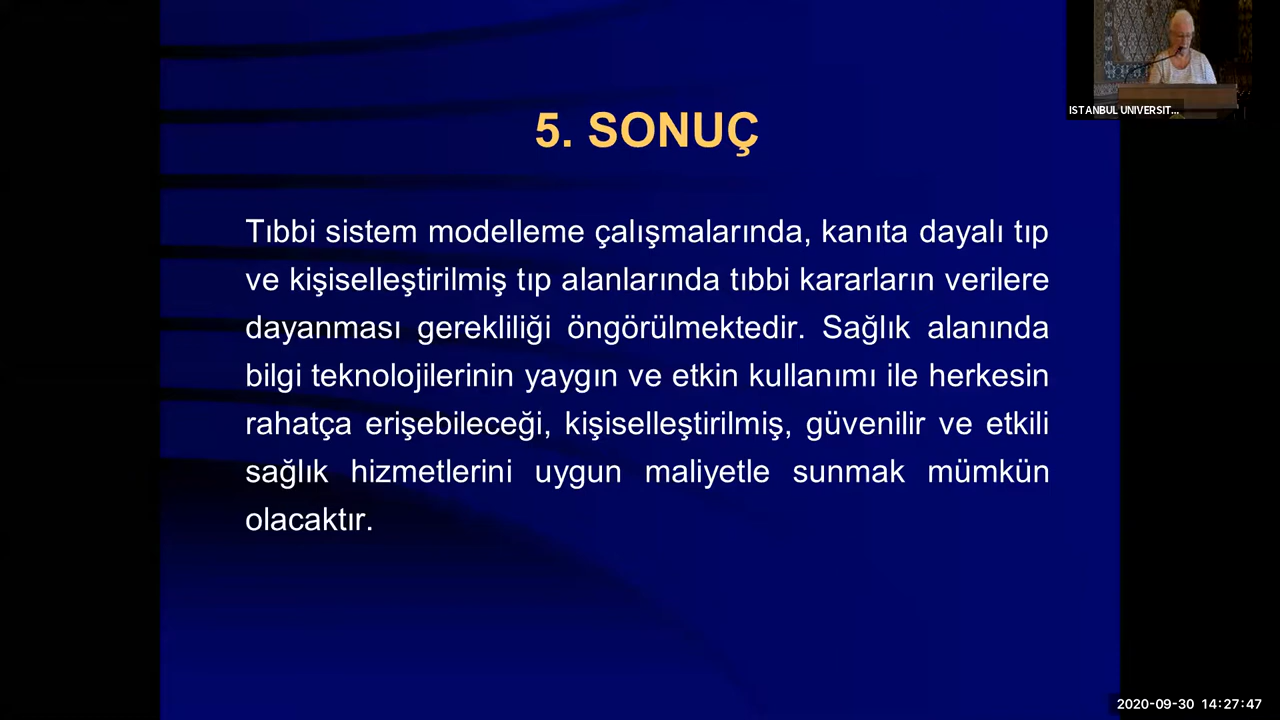 ISTANBUL UNIVERSIT...
5. SONUÇ
Tıbbi sistem modelleme çalışmalarında, kanıta dayalı tıp
ve kişiselleştirilmiş tıp alanlarında tıbbi kararların verilere
dayanması gerekliliği öngörülmektedir. Sağlık alanında
bilgi teknolojilerinin yaygın ve etkin kullanımı ile herkesin
rahatça erişebileceği, kişiselleştirilmiş, güvenilir ve etkili
sağlık hizmetlerini uygun maliyetle sunmak mümkün
olacaktır.
2020-09-30 14:27:47